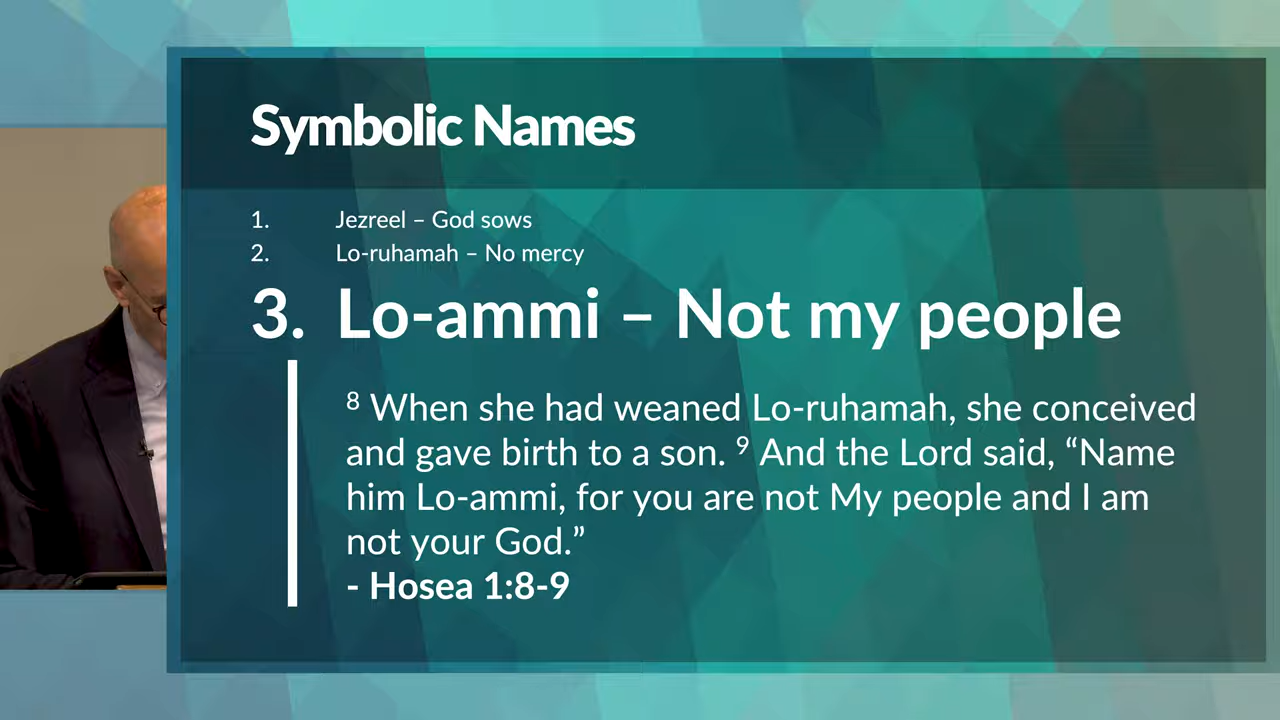 Symbolic Names
1. Jezreel – God sows
2. Lo-ruhamah – No mercy
3. Lo-ammi – Not my people
⁸ When she had weaned Lo-ruhamah, she conceived
and gave birth to a son. ⁹ And the Lord said, “Name
him Lo-ammi, for you are not My people and I am
not your God.”
- Hosea 1:8-9